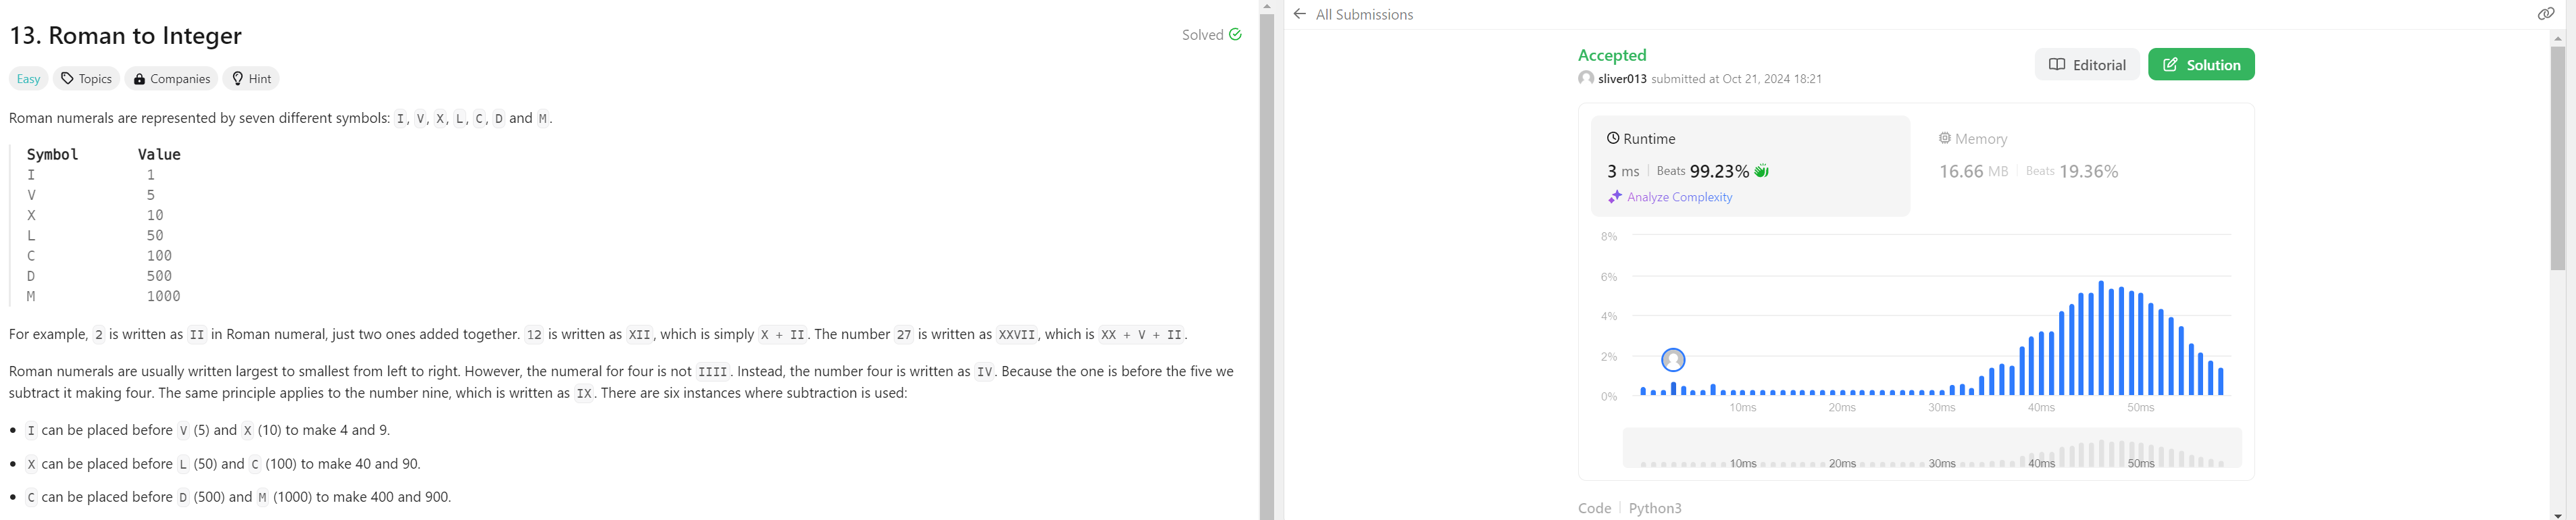 13. Roman to Integer
Solved
Easy
Topics
Companies
Hint
Roman numerals are represented by seven different symbols: I, V, X, L, C, D and M.
Symbol Value
I 1
V 5
X 10
L 50
C 100
D 500
M 1000
For example, 2 is written as II in Roman numeral, just two ones added together. 12 is written as XII, which is simply X + II. The number 27 is written as XXVII, which is XX + V + II.
Roman numerals are usually written largest to smallest from left to right. However, the numeral for four is not IIII. Instead, the number four is written as IV. Because the one is before the five we
subtract it making four. The same principle applies to the number nine, which is written as IX. There are six instances where subtraction is used:
• I can be placed before V (5) and X (10) to make 4 and 9.
• X can be placed before L (50) and C (100) to make 40 and 90.
• C can be placed before D (500) and M (1000) to make 400 and 900.
All Submissions
Accepted
sliver013 submitted at Oct 21, 2024 18:21
Editorial
Solution
Runtime
3 ms | Beats 99.23%
Analyze Complexity
Memory
16.66 MB | Beats 19.36%
8%
6%
4%
2%
0%
10ms 20ms 30ms 40ms 50ms
10ms 20ms 30ms 40ms 50ms
Code | Python3